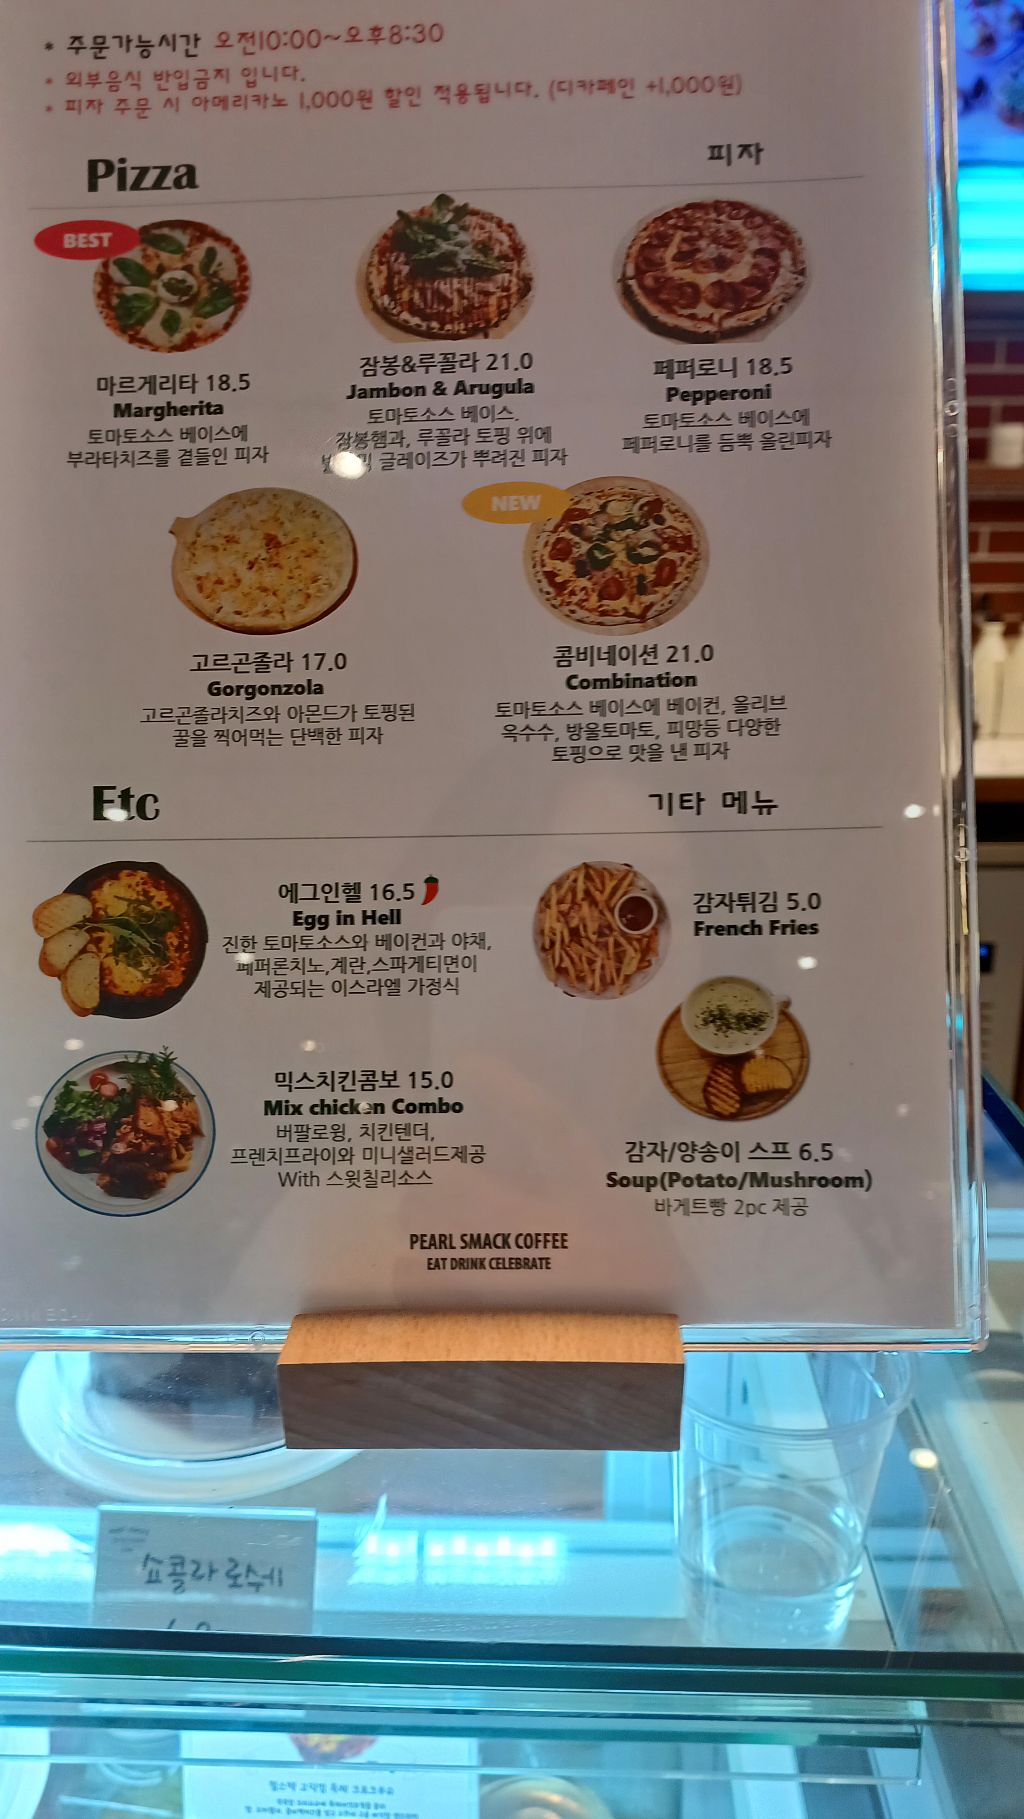 * 주문가능시간 오전10:00~오후8:30
* 외부음식 반입금지 입니다.
* 피자 주문 시 아메리카노 1,000원 할인 적용됩니다. (디카페인 +1,000원)
Pizza
피자
BEST
마르게리타 18.5
Margherita
토마토소스 베이스에
부라타치즈를 곁들인 피자
잠봉&루꼴라 21.0
Jambon & Arugula
토마토소스 베이스.
잠봉햄과, 루꼴라 토핑 위에
글레이즈가 뿌려진 피자
페퍼로니 18.5
Pepperoni
토마토소스 베이스에
페퍼로니를 듬뿍 올린피자
고르곤졸라 17.0
Gorgonzola
고르곤졸라치즈와 아몬드가 토핑된
꿀을 찍어먹는 단백한 피자
NEW
콤비네이션 21.0
Combination
토마토소스 베이스에 베이컨, 올리브
옥수수, 방울토마토, 피망등 다양한
토핑으로 맛을 낸 피자
Etc
기타 메뉴
에그인헬 16.5
Egg in Hell
진한 토마토소스와 베이컨과 야채,
페퍼론치노,계란,스파게티면이
제공되는 이스라엘 가정식
감자튀김 5.0
French Fries
믹스치킨콤보 15.0
Mix chicken Combo
버팔로윙, 치킨텐더,
프렌치프라이와 미니샐러드제공
With 스윗칠리소스
감자/양송이 스프 6.5
Soup(Potato/Mushroom)
바게트빵 2pc 제공
PEARL SMACK COFFEE
EAT DRINK CELEBRATE
쇼콜라 로쉐